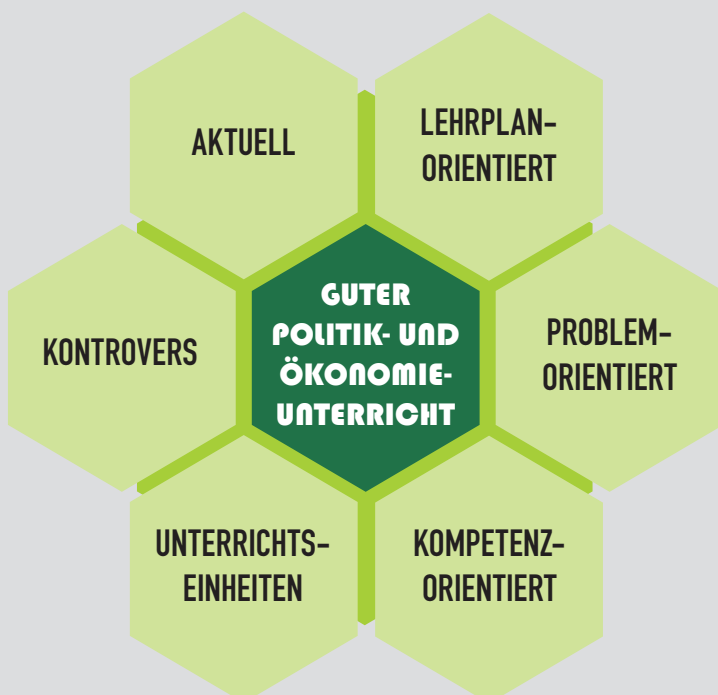 AKTUELL
LEHRPLAN-
ORIENTIERT
KONTROVERS
GUTER
POLITIK- UND
ÖKONOMIE-
UNTERRICHT
PROBLEM-
ORIENTIERT
UNTERRICHTS-
EINHEITEN
KOMPETENZ-
ORIENTIERT